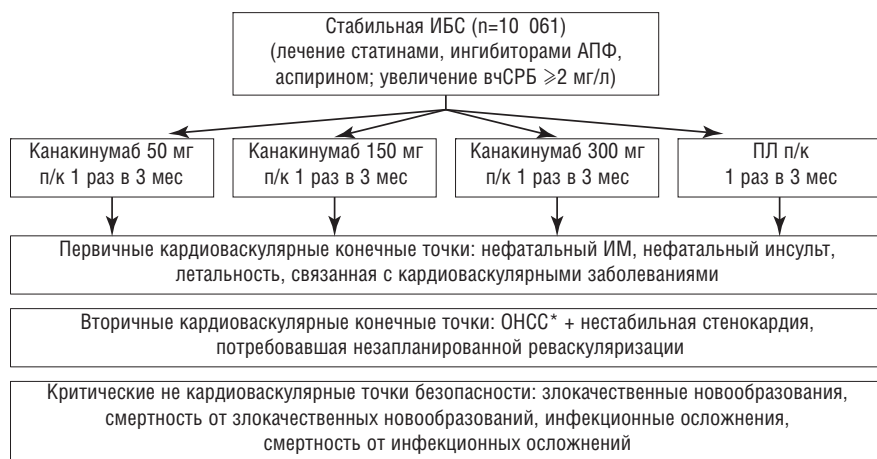 Стабильная ИБС (n=10 061)
(лечение статинами, ингибиторами АПФ,
аспирином; увеличение вчСРБ ⩾2 мг/л)
Канакинумаб 50 мг
п/к 1 раз в 3 мес
Канакинумаб 150 мг
п/к 1 раз в 3 мес
Канакинумаб 300 мг
п/к 1 раз в 3 мес
ПЛ п/к
1 раз в 3 мес
Первичные кардиоваскулярные конечные точки: нефатальный ИМ, нефатальный инсульт,
летальность, связанная с кардиоваскулярными заболеваниями
Вторичные кардиоваскулярные конечные точки: ОНСС* + нестабильная стенокардия,
потребовавшая незапланированной реваскуляризации
Критические не кардиоваскулярные точки безопасности: злокачественные новообразования,
смертность от злокачественных новообразований, инфекционные осложнения,
смертность от инфекционных осложнений